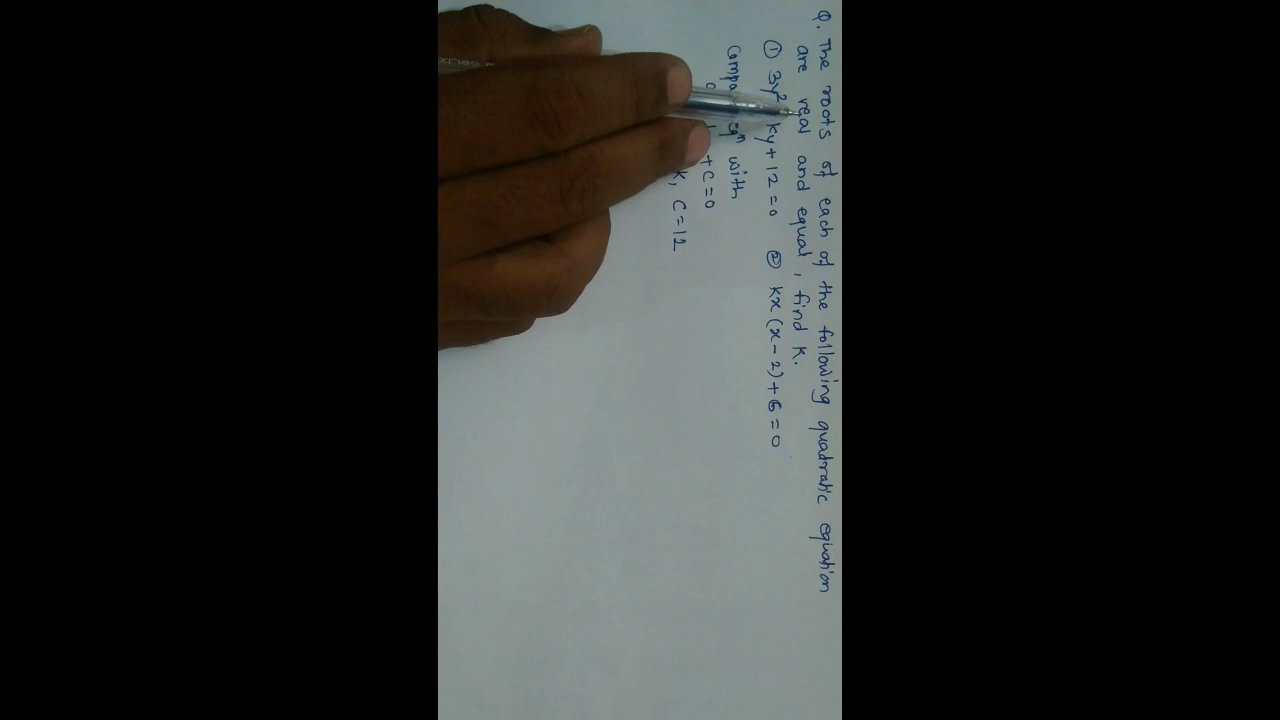 Q. The roots of each of the following quadratic equation
are real and equal, find k.
① 3y² ky+12=0 ② kx(x-2)+6=0
eqⁿ with
+C=0
k, C=12